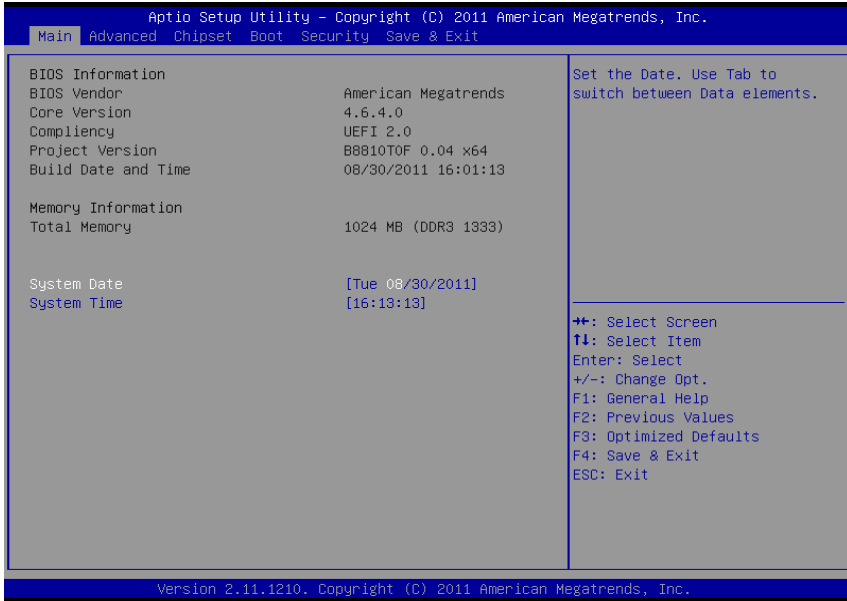 Aptio Setup Utility – Copyright (C) 2011 American Megatrends, Inc.
Main Advanced Chipset Boot Security Save & Exit
BIOS Information
BIOS Vendor American Megatrends
Core Version 4.6.4.0
Compliency UEFI 2.0
Project Version B8810T0F 0.04 x64
Build Date and Time 08/30/2011 16:01:13
Memory Information
Total Memory 1024 MB (DDR3 1333)
System Date [Tue 08/30/2011]
System Time [16:13:13]
Set the Date. Use Tab to
switch between Data elements.
→←: Select Screen
↑↓: Select Item
Enter: Select
+/-: Change Opt.
F1: General Help
F2: Previous Values
F3: Optimized Defaults
F4: Save & Exit
ESC: Exit
Version 2.11.1210. Copyright (C) 2011 American Megatrends, Inc.